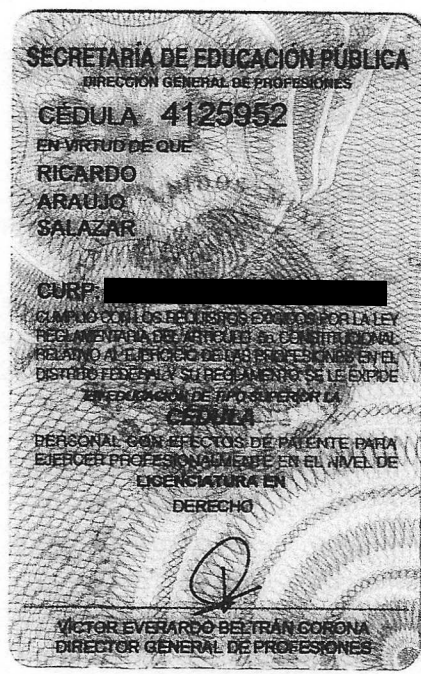 SECRETARÍA DE EDUCACIÓN PÚBLICA
DIRECCIÓN GENERAL DE PROFESIONES
CÉDULA 4125952
EN VIRTUD DE QUE
RICARDO
ARAUJO
SALAZAR
CURP:
CUMPLIÓ CON LOS REQUISITOS EXIGIDOS POR LA LEY
REGLAMENTARIA DEL ARTÍCULO 5o. CONSTITUCIONAL
RELATIVO AL EJERCICIO DE LAS PROFESIONES EN EL
DISTRITO FEDERAL Y SU REGLAMENTO SE LE EXPIDE
EN EDUCACIÓN DE TIPO SUPERIOR LA
CÉDULA
PERSONAL CON EFECTOS DE PATENTE PARA
EJERCER PROFESIONALMENTE EN EL NIVEL DE
LICENCIATURA EN
DERECHO
VÍCTOR EVERARDO BELTRÁN CORONA
DIRECTOR GENERAL DE PROFESIONES